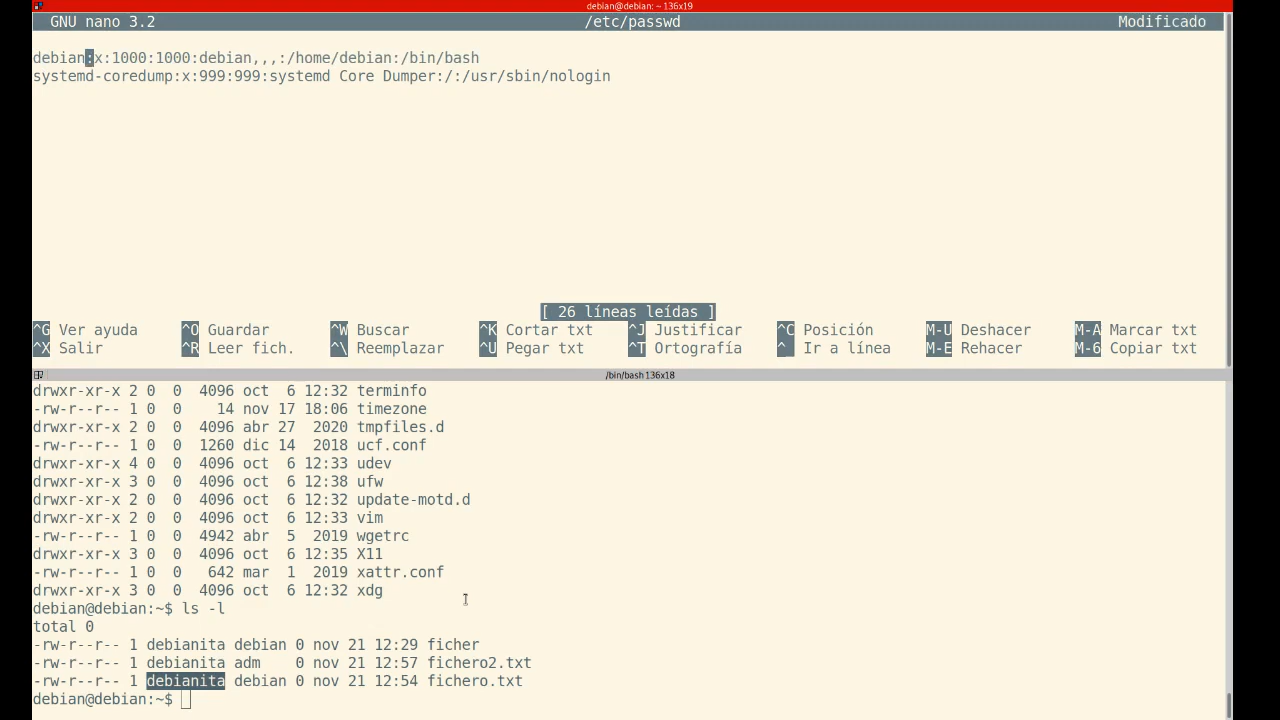 debian@debian: ~ 136x19
GNU nano 3.2 /etc/passwd Modificado
debian:x:1000:1000:debian,,,:/home/debian:/bin/bash
systemd-coredump:x:999:999:systemd Core Dumper:/:/usr/sbin/nologin
[ 26 líneas leídas ]
^G Ver ayuda ^O Guardar ^W Buscar ^K Cortar txt ^J Justificar ^C Posición M-U Deshacer M-A Marcar txt
^X Salir ^R Leer fich. ^\ Reemplazar ^U Pegar txt ^T Ortografía ^_ Ir a línea M-E Rehacer M-6 Copiar txt
/bin/bash 136x18
drwxr-xr-x 2 0 0 4096 oct 6 12:32 terminfo
-rw-r--r-- 1 0 0 14 nov 17 18:06 timezone
drwxr-xr-x 2 0 0 4096 abr 27 2020 tmpfiles.d
-rw-r--r-- 1 0 0 1260 dic 14 2018 ucf.conf
drwxr-xr-x 4 0 0 4096 oct 6 12:33 udev
drwxr-xr-x 3 0 0 4096 oct 6 12:38 ufw
drwxr-xr-x 2 0 0 4096 oct 6 12:32 update-motd.d
drwxr-xr-x 2 0 0 4096 oct 6 12:33 vim
-rw-r--r-- 1 0 0 4942 abr 5 2019 wgetrc
drwxr-xr-x 3 0 0 4096 oct 6 12:35 X11
-rw-r--r-- 1 0 0 642 mar 1 2019 xattr.conf
drwxr-xr-x 3 0 0 4096 oct 6 12:32 xdg
debian@debian:~$ ls -l
total 0
-rw-r--r-- 1 debianita debian 0 nov 21 12:29 ficher
-rw-r--r-- 1 debianita adm 0 nov 21 12:57 fichero2.txt
-rw-r--r-- 1 debianita debian 0 nov 21 12:54 fichero.txt
debian@debian:~$